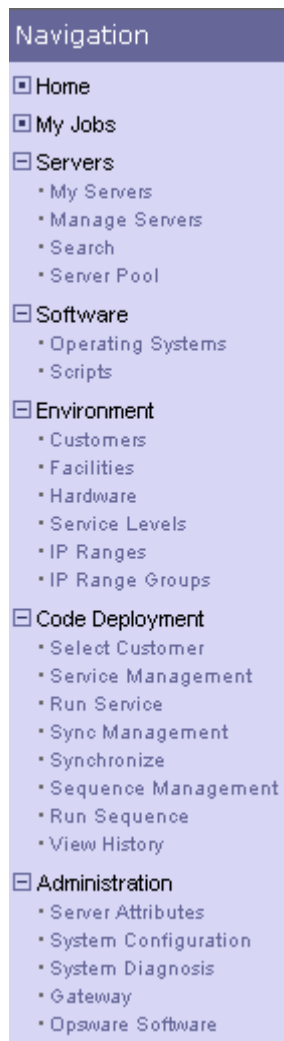 Navigation
Home
My Jobs
Servers
My Servers
Manage Servers
Search
Server Pool
Software
Operating Systems
Scripts
Environment
Customers
Facilities
Hardware
Service Levels
IP Ranges
IP Range Groups
Code Deployment
Select Customer
Service Management
Run Service
Sync Management
Synchronize
Sequence Management
Run Sequence
View History
Administration
Server Attributes
System Configuration
System Diagnosis
Gateway
Opsware Software